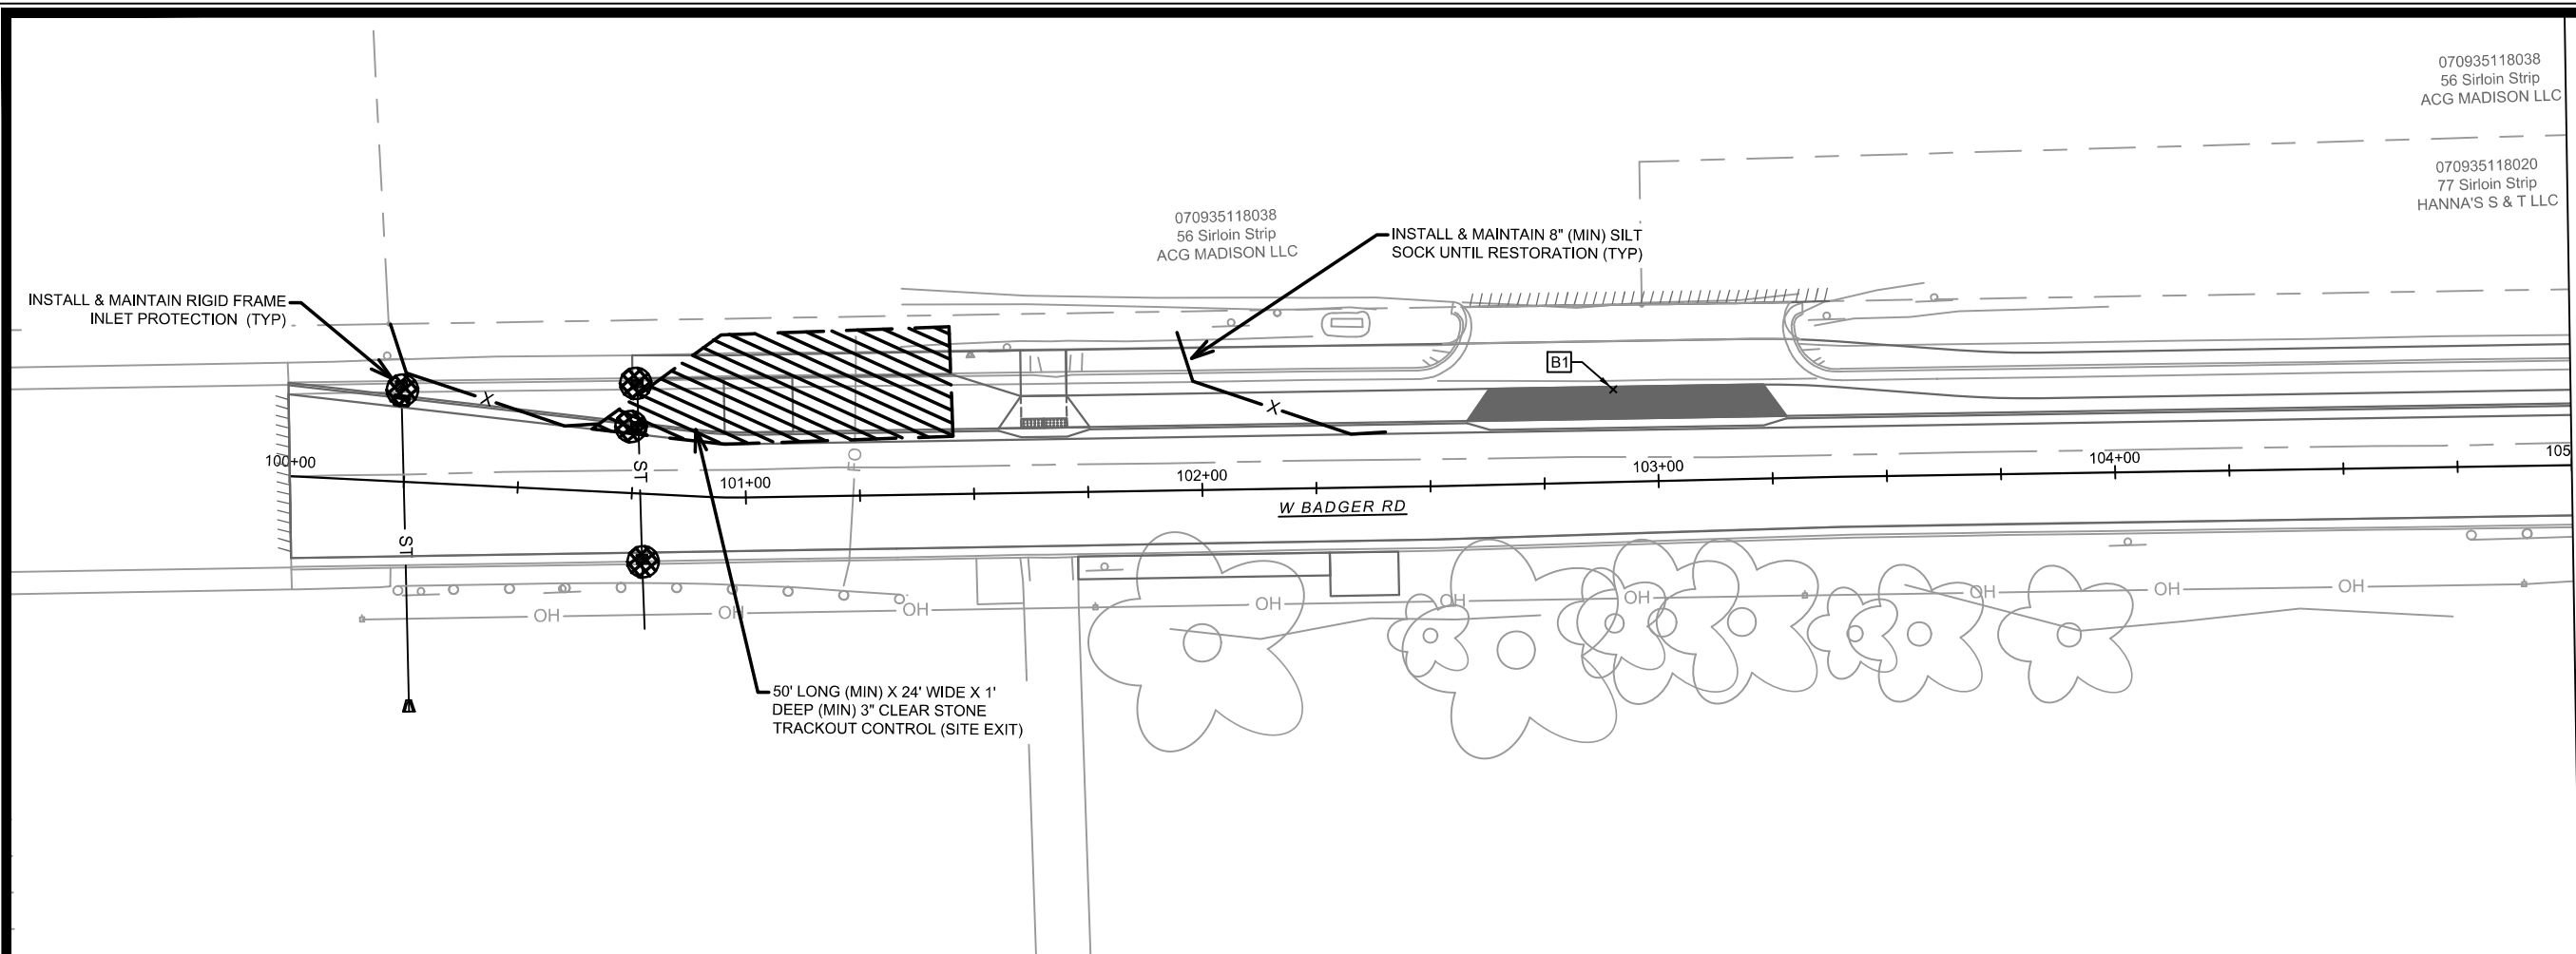 070935118038
56 Sirloin Strip
ACG MADISON LLC
070935118020
77 Sirloin Strip
HANNA'S S & T LLC
070935118038
56 Sirloin Strip
ACG MADISON LLC
INSTALL & MAINTAIN 8" (MIN) SILT
SOCK UNTIL RESTORATION (TYP)
INSTALL & MAINTAIN RIGID FRAME
INLET PROTECTION (TYP)
B1
X
X
100+00
101+00
102+00
103+00
104+00
105
ST
ST
FO
W BADGER RD
OH
OH
OH
OH
OH
OH
OH
OH
OH
50' LONG (MIN) X 24' WIDE X 1'
DEEP (MIN) 3" CLEAR STONE
TRACKOUT CONTROL (SITE EXIT)